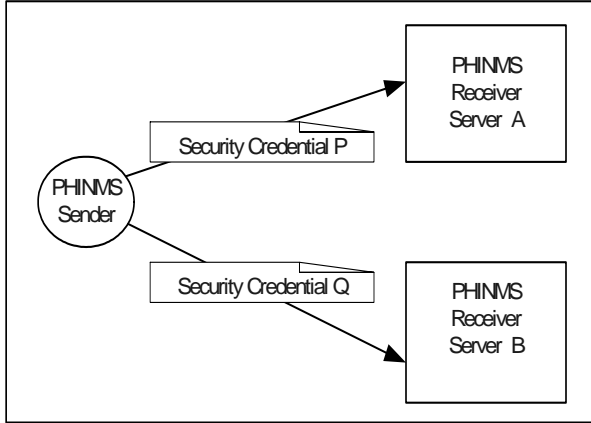 PHINMS
Receiver
Server A
Security Credential P
PHINMS
Sender
Security Credential Q
PHINMS
Receiver
Server B